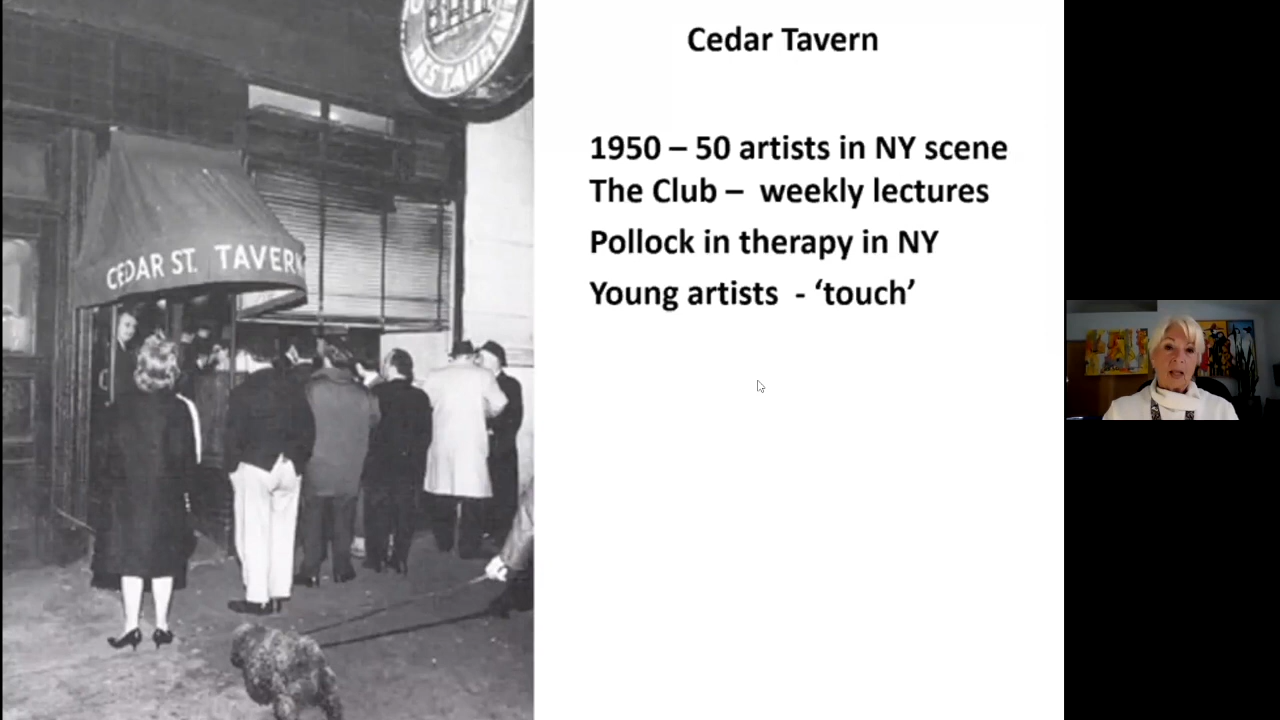 RESTAURANT
CEDAR ST. TAVERN
Cedar Tavern
1950 – 50 artists in NY scene
The Club – weekly lectures
Pollock in therapy in NY
Young artists - ‘touch’